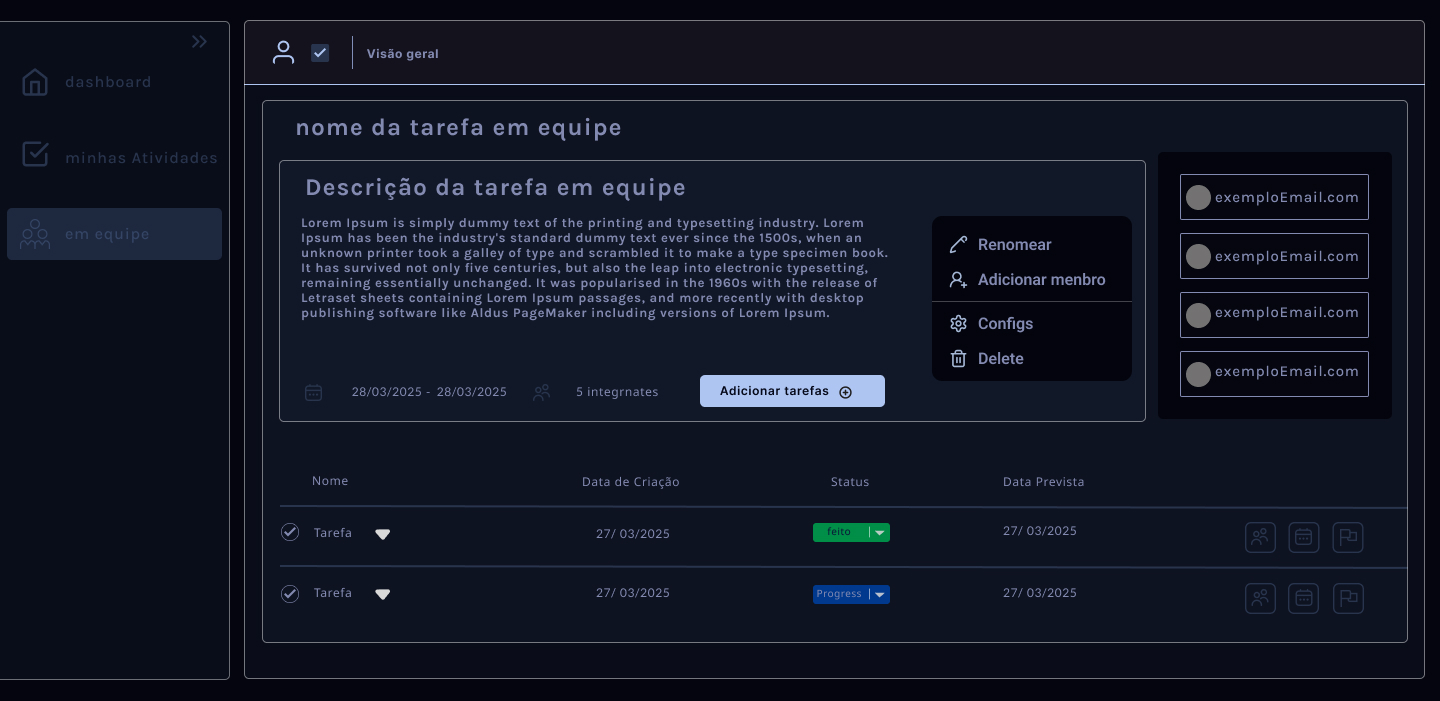 dashboard
minhas Atividades
em equipe
Visão geral
nome da tarefa em equipe
Descrição da tarefa em equipe
Lorem Ipsum is simply dummy text of the printing and typesetting industry. Lorem
Ipsum has been the industry's standard dummy text ever since the 1500s, when an
unknown printer took a galley of type and scrambled it to make a type specimen book.
It has survived not only five centuries, but also the leap into electronic typesetting,
remaining essentially unchanged. It was popularised in the 1960s with the release of
Letraset sheets containing Lorem Ipsum passages, and more recently with desktop
publishing software like Aldus PageMaker including versions of Lorem Ipsum.
28/03/2025 - 28/03/2025
5 integrnates
Adicionar tarefas
Renomear
Adicionar menbro
Configs
Delete
exemploEmail.com
exemploEmail.com
exemploEmail.com
exemploEmail.com
Nome Data de Criação Status Data Prevista
Tarefa 27/ 03/2025 feito 27/ 03/2025
Tarefa 27/ 03/2025 Progress 27/ 03/2025